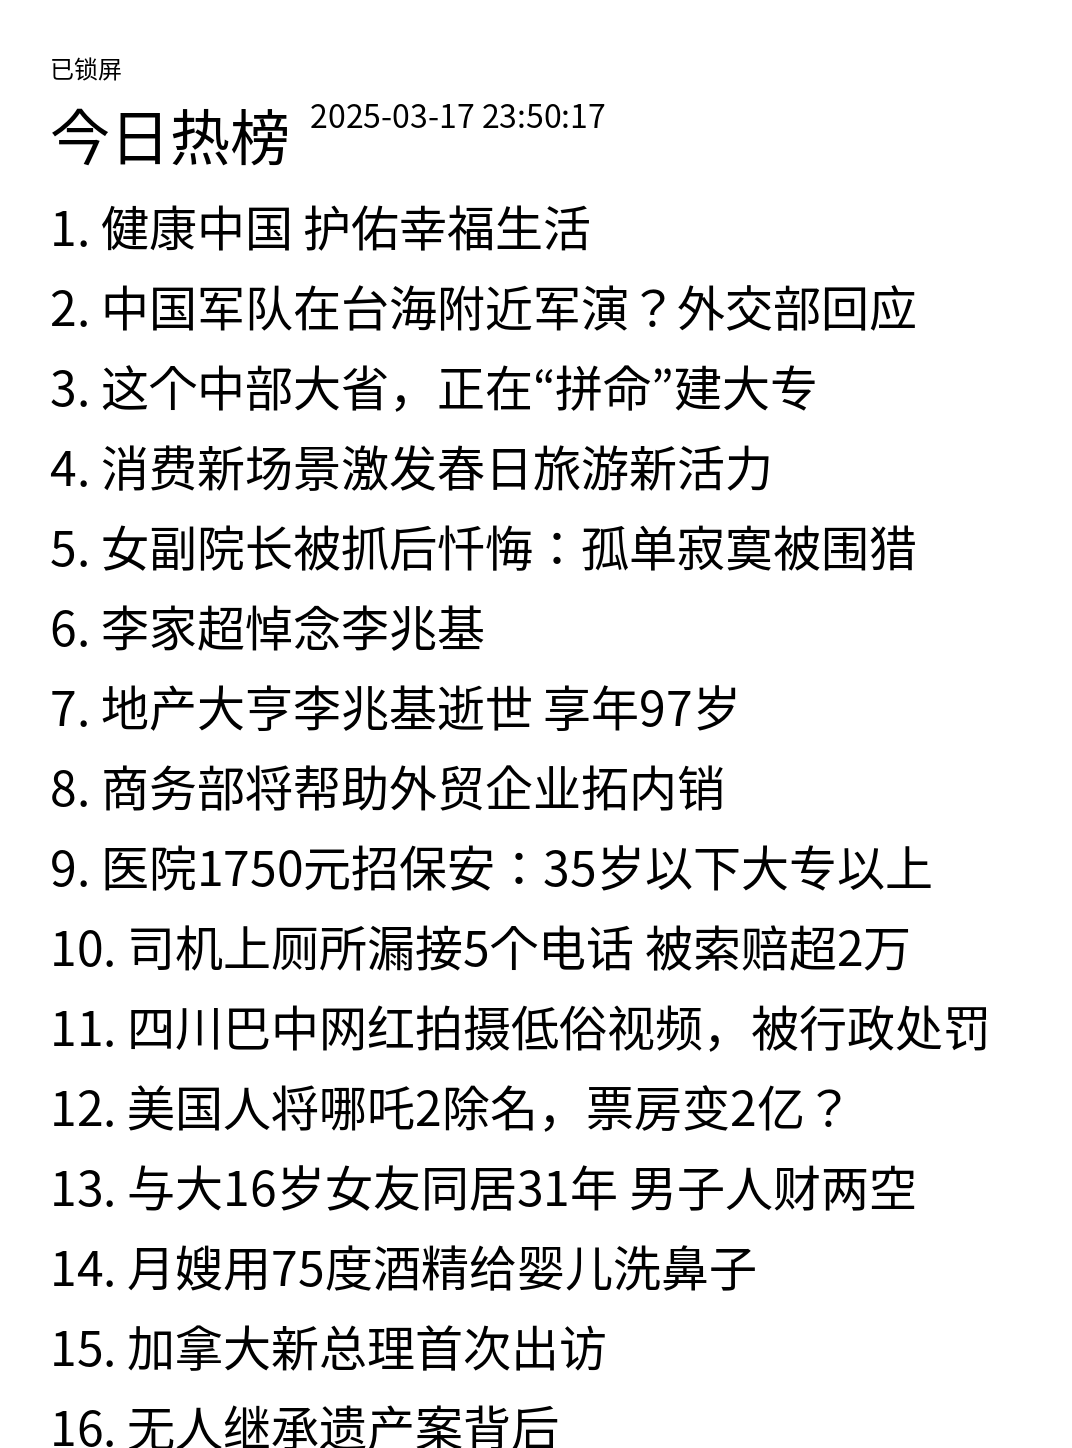 已锁屏
今日热榜 2025-03-17 23:50:17
1. 健康中国 护佑幸福生活
2. 中国军队在台海附近军演？外交部回应
3. 这个中部大省，正在“拼命”建大专
4. 消费新场景激发春日旅游新活力
5. 女副院长被抓后忏悔：孤单寂寞被围猎
6. 李家超悼念李兆基
7. 地产大亨李兆基逝世 享年97岁
8. 商务部将帮助外贸企业拓内销
9. 医院1750元招保安：35岁以下大专以上
10. 司机上厕所漏接5个电话 被索赔超2万
11. 四川巴中网红拍摄低俗视频，被行政处罚
12. 美国人将哪吒2除名，票房变2亿？
13. 与大16岁女友同居31年 男子人财两空
14. 月嫂用75度酒精给婴儿洗鼻子
15. 加拿大新总理首次出访
16. 无人继承遗产案背后